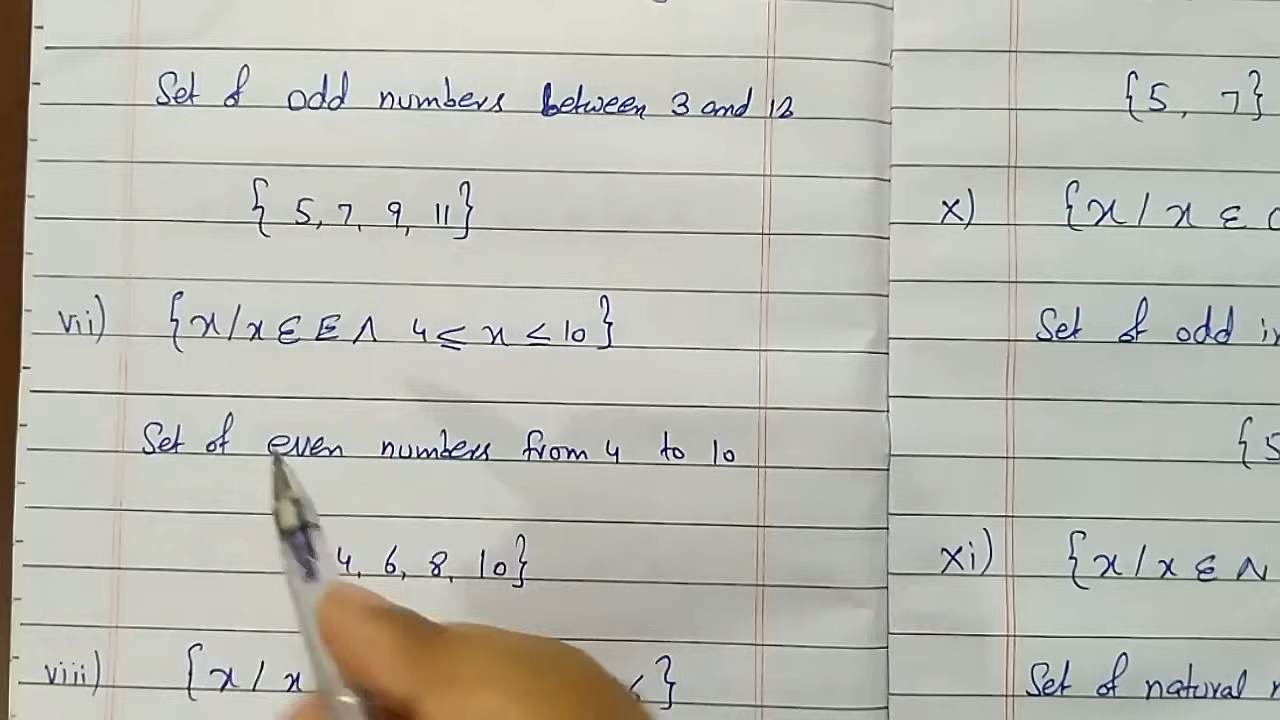 Set of odd numbers between 3 and 12
{ 5, 7, 9, 11}
vii) {x/x ∈ E ∧ 4 ≤ x ≤ 10}
Set of even numbers from 4 to 10
4, 6, 8, 10}
viii) {x / x
}
{5, 7}
x) {x / x ∈
Set of odd
{5
xi) {x / x ∈ N
Set of natural